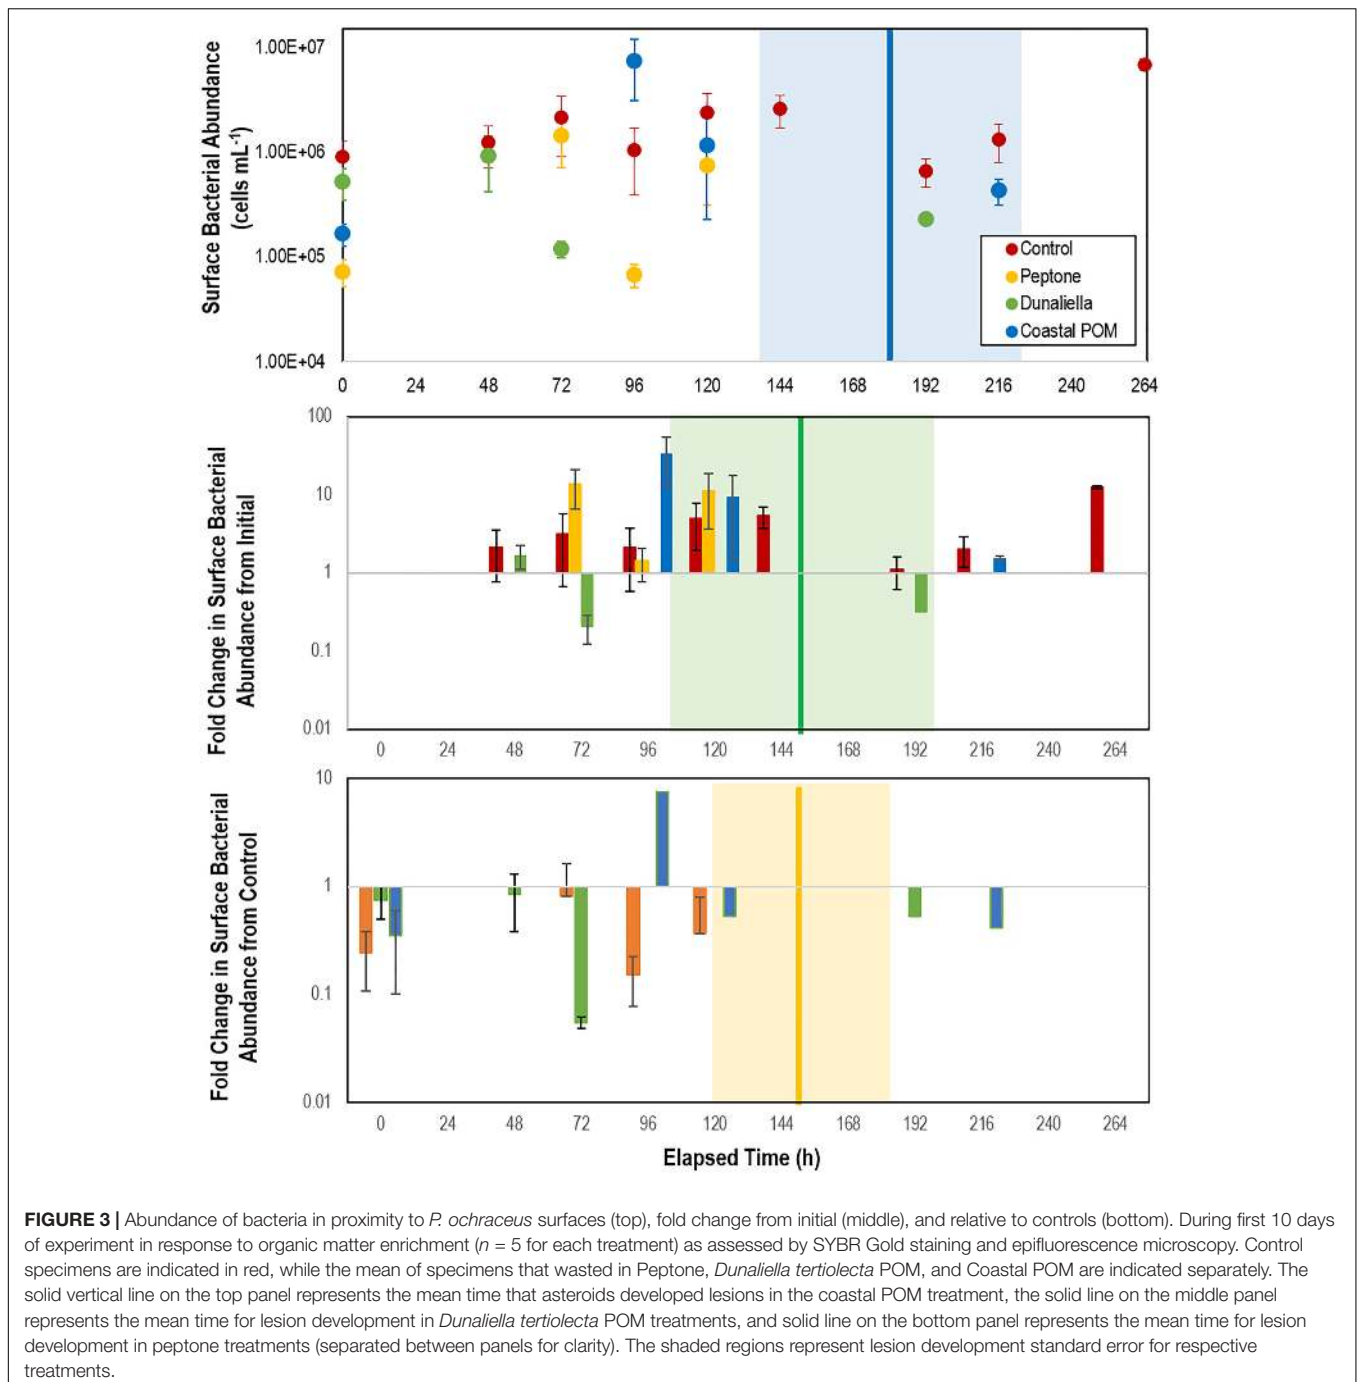 Surface Bacterial Abundance
(cells mL-1)
1.00E+07
1.00E+06
1.00E+05
1.00E+04
Control
Peptone
Dunaliella
Coastal POM
0 24 48 72 96 120 144 168 192 216 240 264
Fold Change in Surface Bacterial
Abundance from Initial
100
10
1
0.1
0.01
0 24 48 72 96 120 144 168 192 216 240 264
Fold Change in Surface Bacterial
Abundance from Control
10
1
0.1
0.01
0 24 48 72 96 120 144 168 192 216 240 264
Elapsed Time (h)
FIGURE 3 | Abundance of bacteria in proximity to P. ochraceus surfaces (top), fold change from initial (middle), and relative to controls (bottom). During first 10 days
of experiment in response to organic matter enrichment (n = 5 for each treatment) as assessed by SYBR Gold staining and epifluorescence microscopy. Control
specimens are indicated in red, while the mean of specimens that wasted in Peptone, Dunaliella tertiolecta POM, and Coastal POM are indicated separately. The
solid vertical line on the top panel represents the mean time that asteroids developed lesions in the coastal POM treatment, the solid line on the middle panel
represents the mean time for lesion development in Dunaliella tertiolecta POM treatments, and solid line on the bottom panel represents the mean time for lesion
development in peptone treatments (separated between panels for clarity). The shaded regions represent lesion development standard error for respective
treatments.